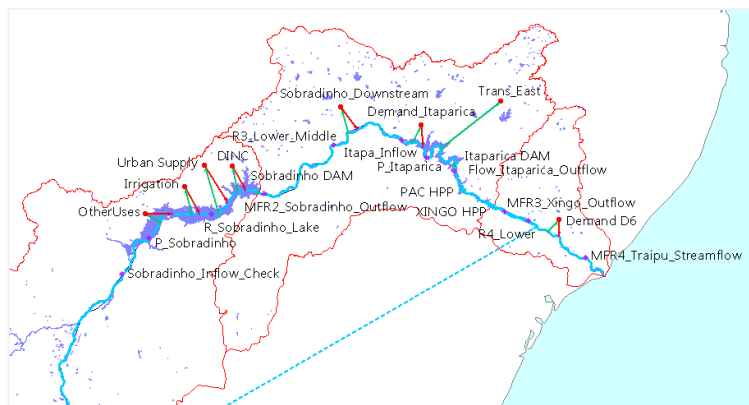 Sobradinho_Downstream
Trans_East
Demand_Itaparica
R3_Lower_Middle
Itapa_Inflow
P_Itaparica
Itaparica DAM
Flow_Itaparica_Outflow
Urban Supply
DINC
Sobradinho DAM
Irrigation
PAC HPP
OtherUses
MFR2_Sobradinho_Outflow
XINGO HPP
MFR3_Xingo_Outflow
Demand D6
R_Sobradinho_Lake
R4_Lower
P_Sobradinho
MFR4_Traipu_Streamflow
Sobradinho_Inflow_Check